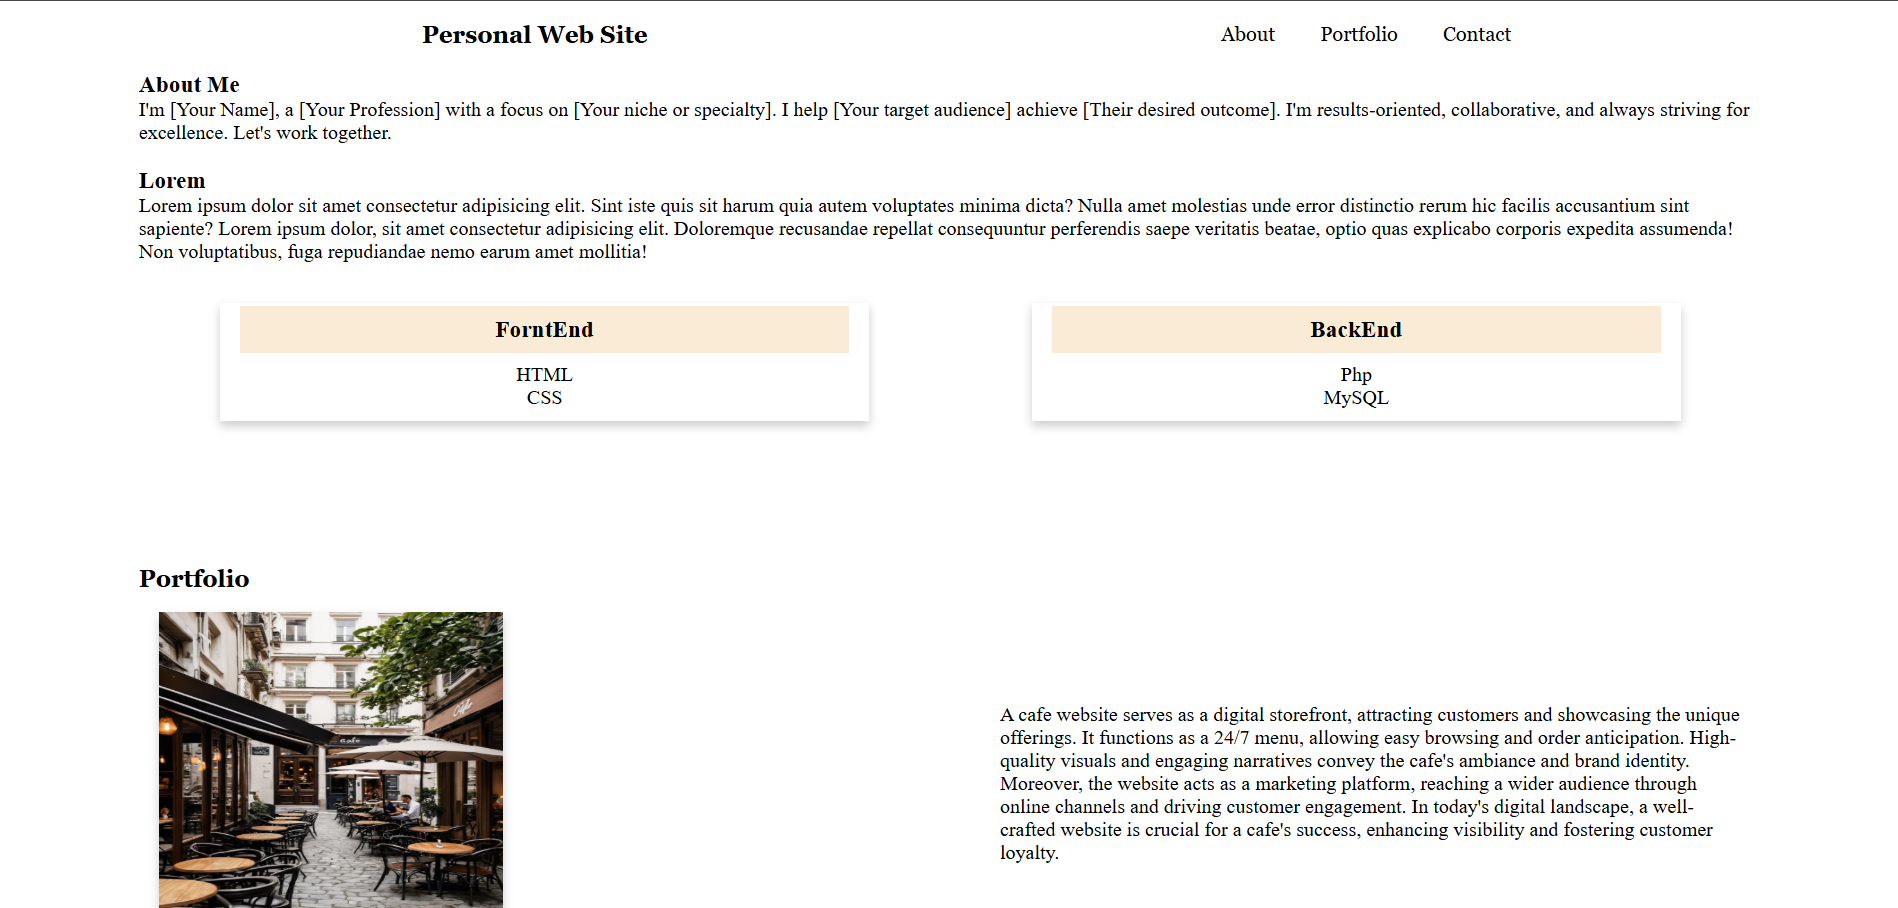 Personal Web Site
About Portfolio Contact
About Me
I'm [Your Name], a [Your Profession] with a focus on [Your niche or specialty]. I help [Your target audience] achieve [Their desired outcome]. I'm results-oriented, collaborative, and always striving for
excellence. Let's work together.
Lorem
Lorem ipsum dolor sit amet consectetur adipisicing elit. Sint iste quis sit harum quia autem voluptates minima dicta? Nulla amet molestias unde error distinctio rerum hic facilis accusantium sint
sapiente? Lorem ipsum dolor, sit amet consectetur adipisicing elit. Doloremque recusandae repellat consequuntur perferendis saepe veritatis beatae, optio quas explicabo corporis expedita assumenda!
Non voluptatibus, fuga repudiandae nemo earum amet mollitia!
ForntEnd
HTML
CSS
BackEnd
Php
MySQL
Portfolio
A cafe website serves as a digital storefront, attracting customers and showcasing the unique
offerings. It functions as a 24/7 menu, allowing easy browsing and order anticipation. High-
quality visuals and engaging narratives convey the cafe's ambiance and brand identity.
Moreover, the website acts as a marketing platform, reaching a wider audience through
online channels and driving customer engagement. In today's digital landscape, a well-
crafted website is crucial for a cafe's success, enhancing visibility and fostering customer
loyalty.